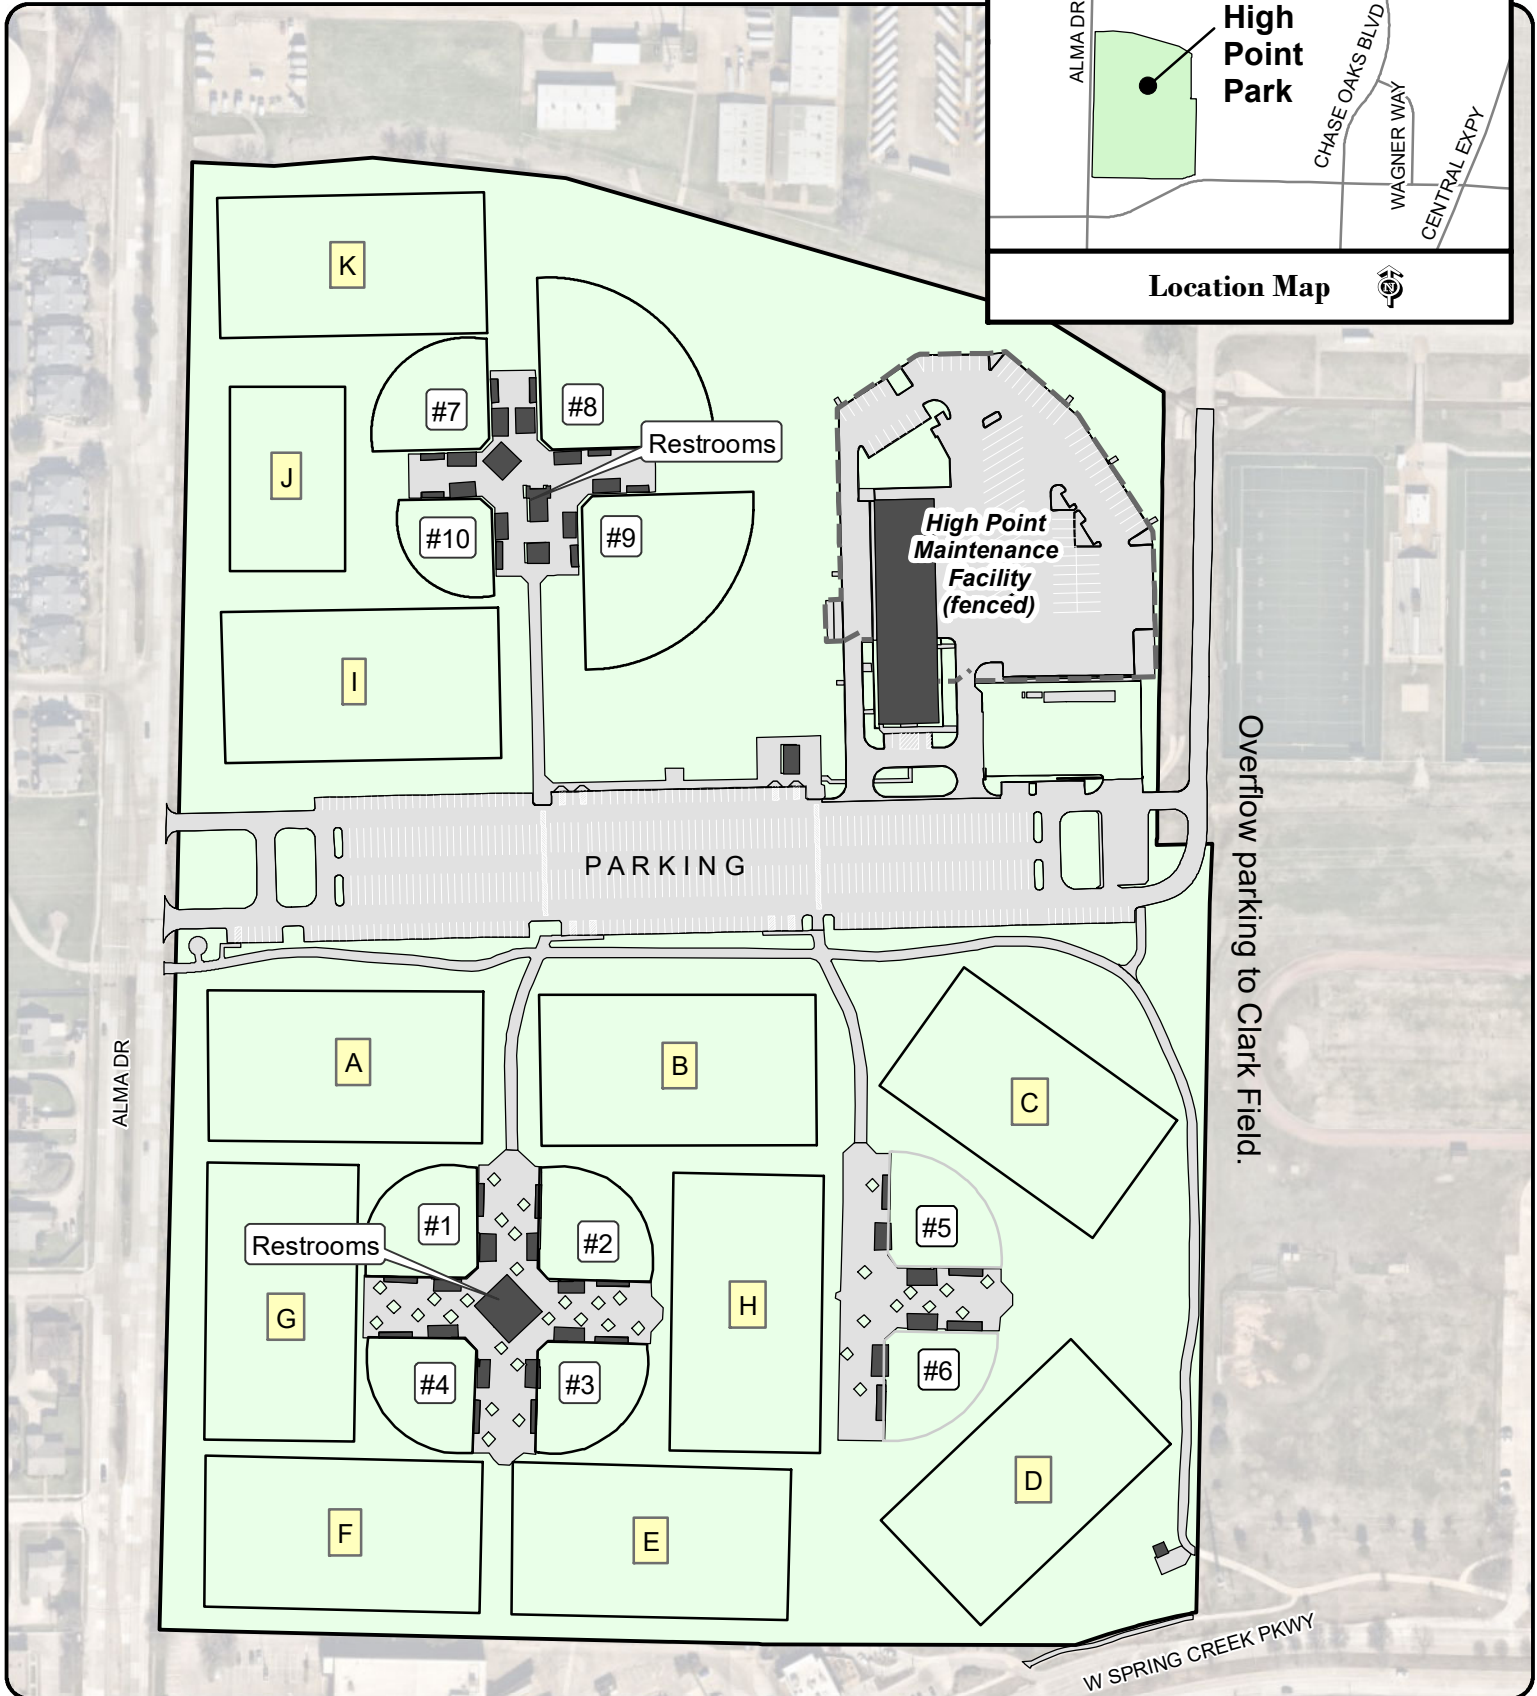 ALMA DR
High
Point
Park
CHASE OAKS BLVD
WAGNER WAY
CENTRAL EXPY
Location Map
N
K
#7
#8
Restrooms
J
#10
#9
High Point
Maintenance
Facility
(fenced)
I
PARKING
Overflow parking to Clark Field.
A
B
C
ALMA DR
#1
#2
#5
Restrooms
G
H
#4
#3
#6
D
F
E
W SPRING CREEK PKWY